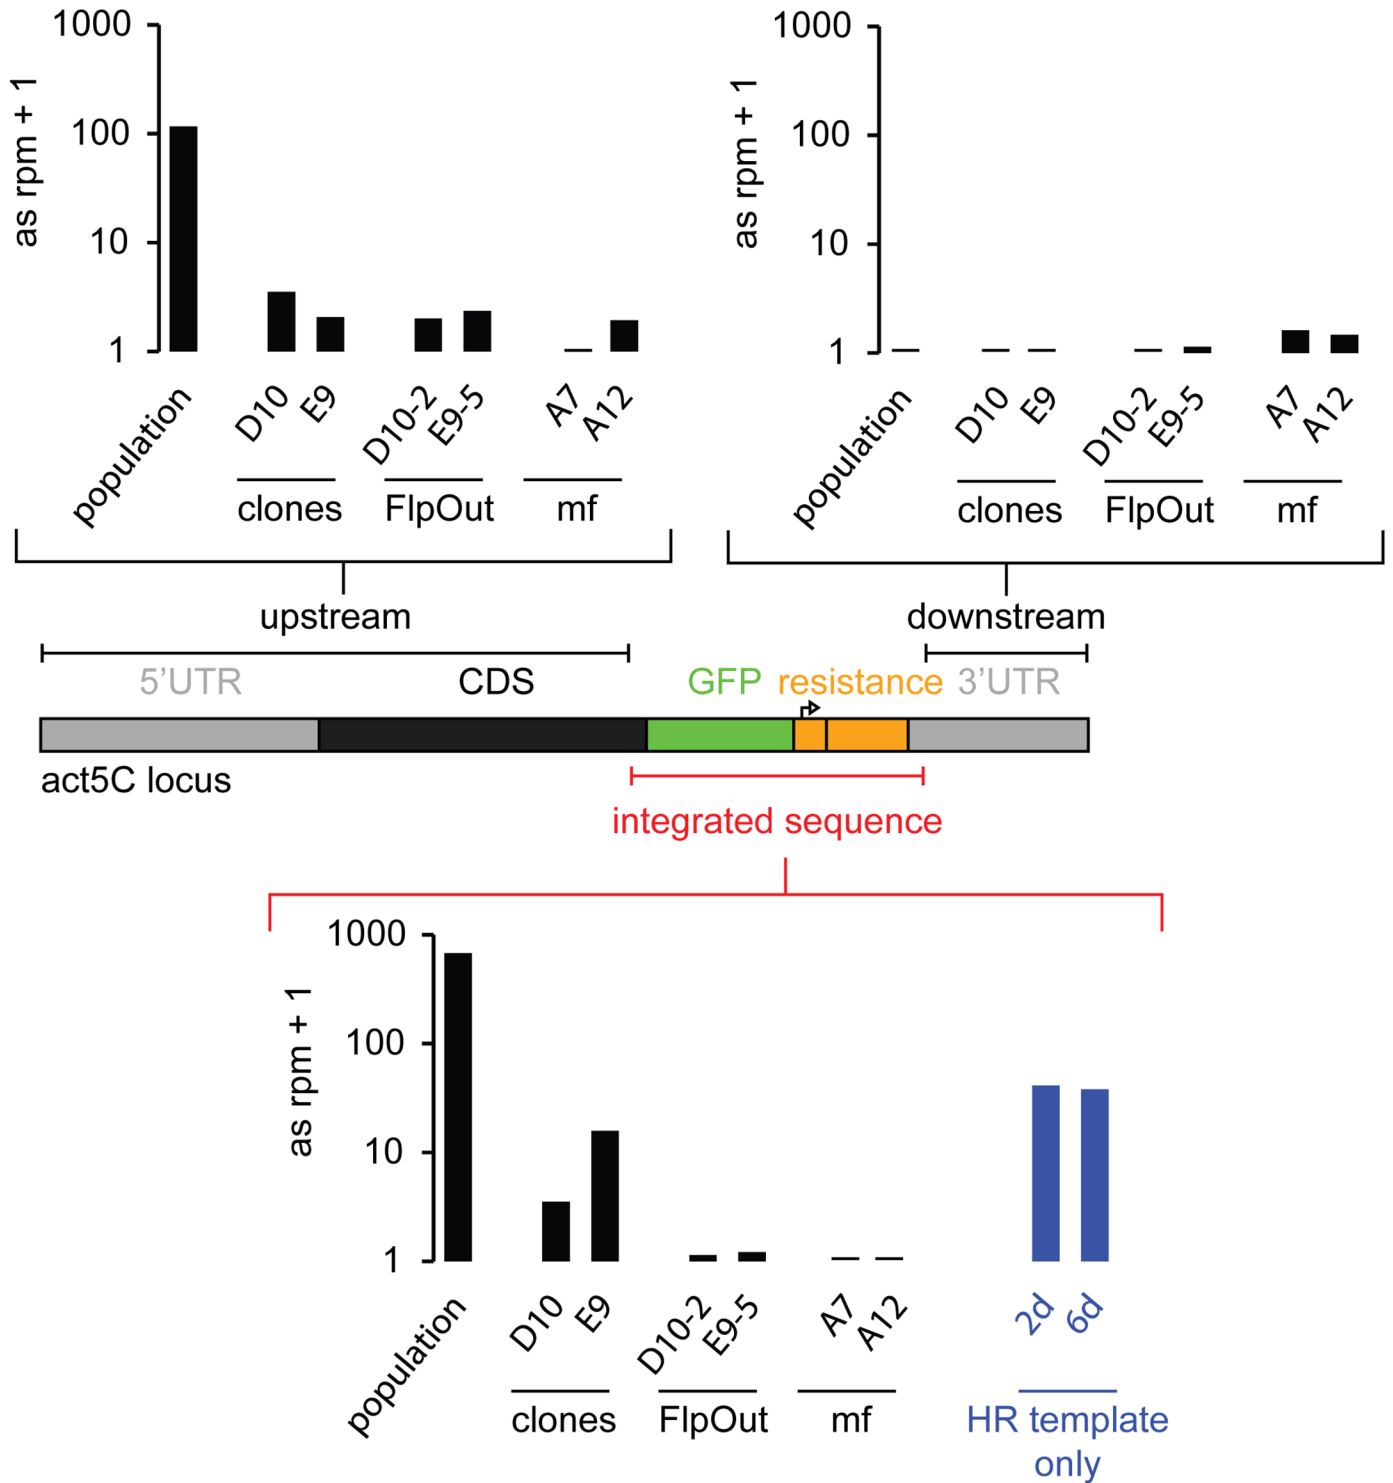 1000
100
10
1
as rpm + 1
population
D10
E9
D10-2
E9-5
A7
A12
clones
FlpOut
mf
upstream
1000
100
10
1
as rpm + 1
population
D10
E9
D10-2
E9-5
A7
A12
clones
FlpOut
mf
downstream
5'UTR
CDS
GFP
resistance
3'UTR
act5C locus
integrated sequence
1000
100
10
1
as rpm + 1
population
D10
E9
D10-2
E9-5
A7
A12
2d
6d
clones
FlpOut
mf
HR template
only